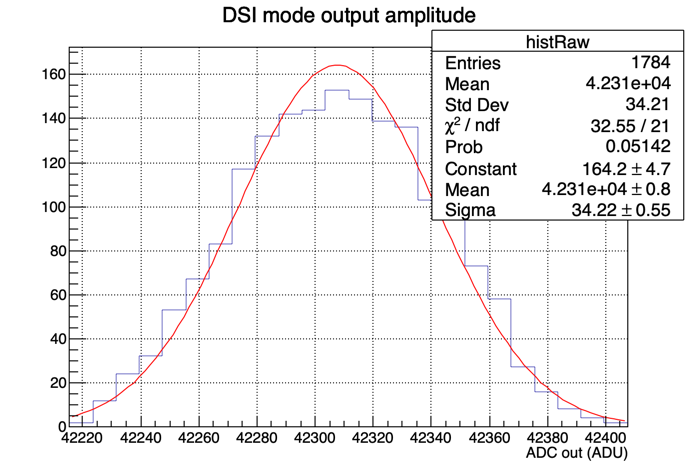 DSI mode output amplitude
histRaw
Entries 1784
Mean 4.231e+04
Std Dev 34.21
χ² / ndf 32.55 / 21
Prob 0.05142
Constant 164.2 ± 4.7
Mean 4.231e+04 ± 0.8
Sigma 34.22 ± 0.55
160
140
120
100
80
60
40
20
0
42220 42240 42260 42280 42300 42320 42340 42360 42380 42400
ADC out (ADU)